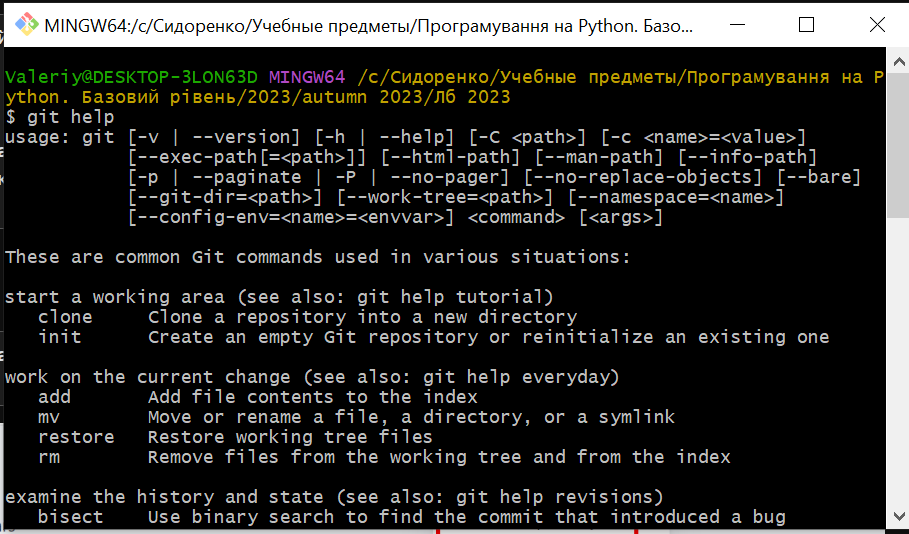 MINGW64:/c/Сидоренко/Учебные предметы/Програмування на Python. Базо...
Valeriy@DESKTOP-3LON63D MINGW64 /c/Сидоренко/Учебные предметы/Програмування на P
ython. Базовий рівень/2023/autumn 2023/Лб 2023
$ git help
usage: git [-v | --version] [-h | --help] [-C <path>] [-c <name>=<value>]
           [--exec-path[=<path>]] [--html-path] [--man-path] [--info-path]
           [-p | --paginate | -P | --no-pager] [--no-replace-objects] [--bare]
           [--git-dir=<path>] [--work-tree=<path>] [--namespace=<name>]
           [--config-env=<name>=<envvar>] <command> [<args>]
These are common Git commands used in various situations:
start a working area (see also: git help tutorial)
   clone     Clone a repository into a new directory
   init      Create an empty Git repository or reinitialize an existing one
work on the current change (see also: git help everyday)
   add       Add file contents to the index
   mv        Move or rename a file, a directory, or a symlink
   restore   Restore working tree files
   rm        Remove files from the working tree and from the index
examine the history and state (see also: git help revisions)
   bisect    Use binary search to find the commit that introduced a bug